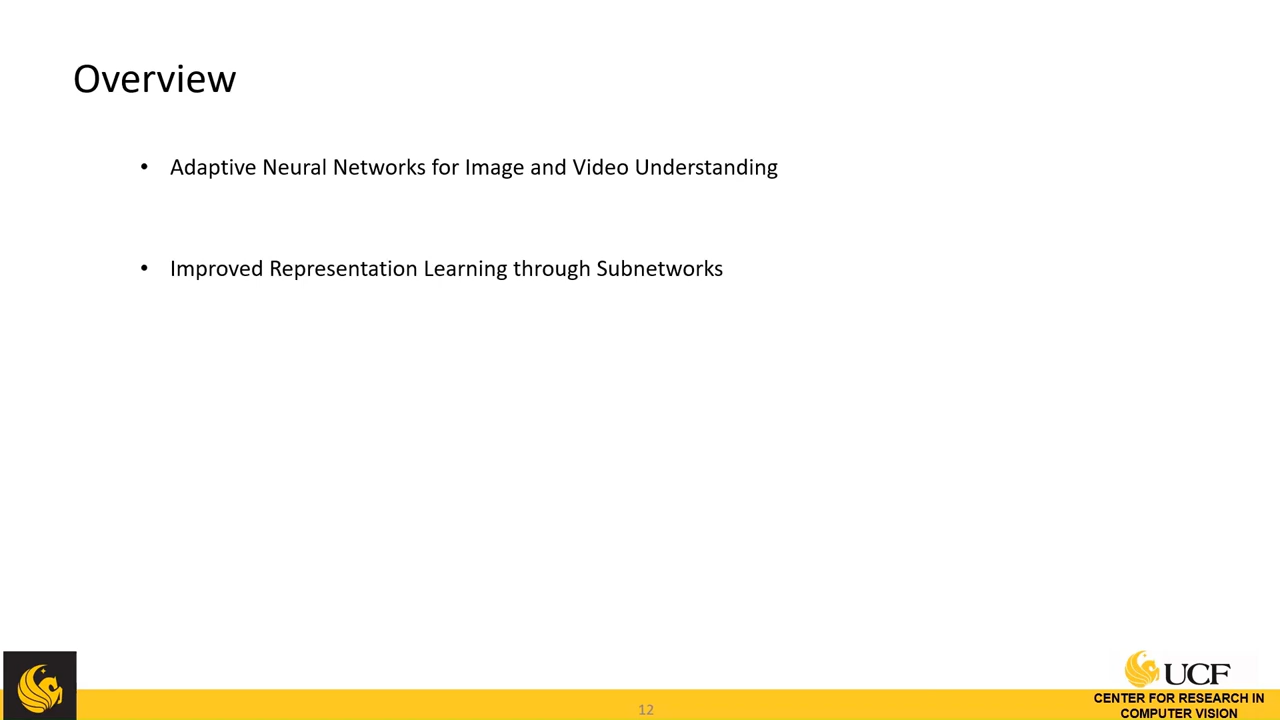 Overview
• Adaptive Neural Networks for Image and Video Understanding
• Improved Representation Learning through Subnetworks
12
UCF
CENTER FOR RESEARCH IN
COMPUTER VISION